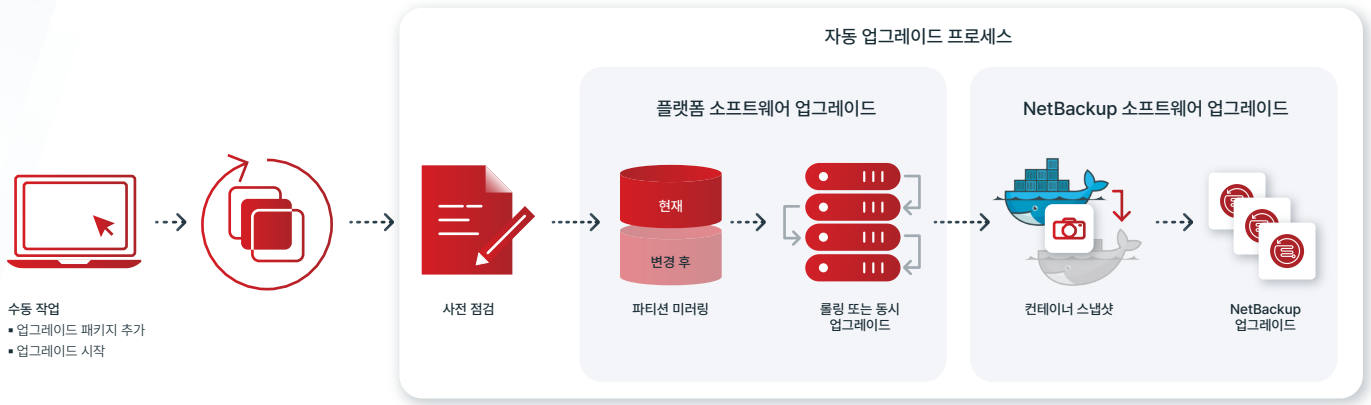 자동 업그레이드 프로세스
플랫폼 소프트웨어 업그레이드
NetBackup 소프트웨어 업그레이드
현재
변경 후
수동 작업
▪ 업그레이드 패키지 추가
▪ 업그레이드 시작
사전 점검
파티션 미러링
롤링 또는 동시
업그레이드
컨테이너 스냅샷
NetBackup
업그레이드